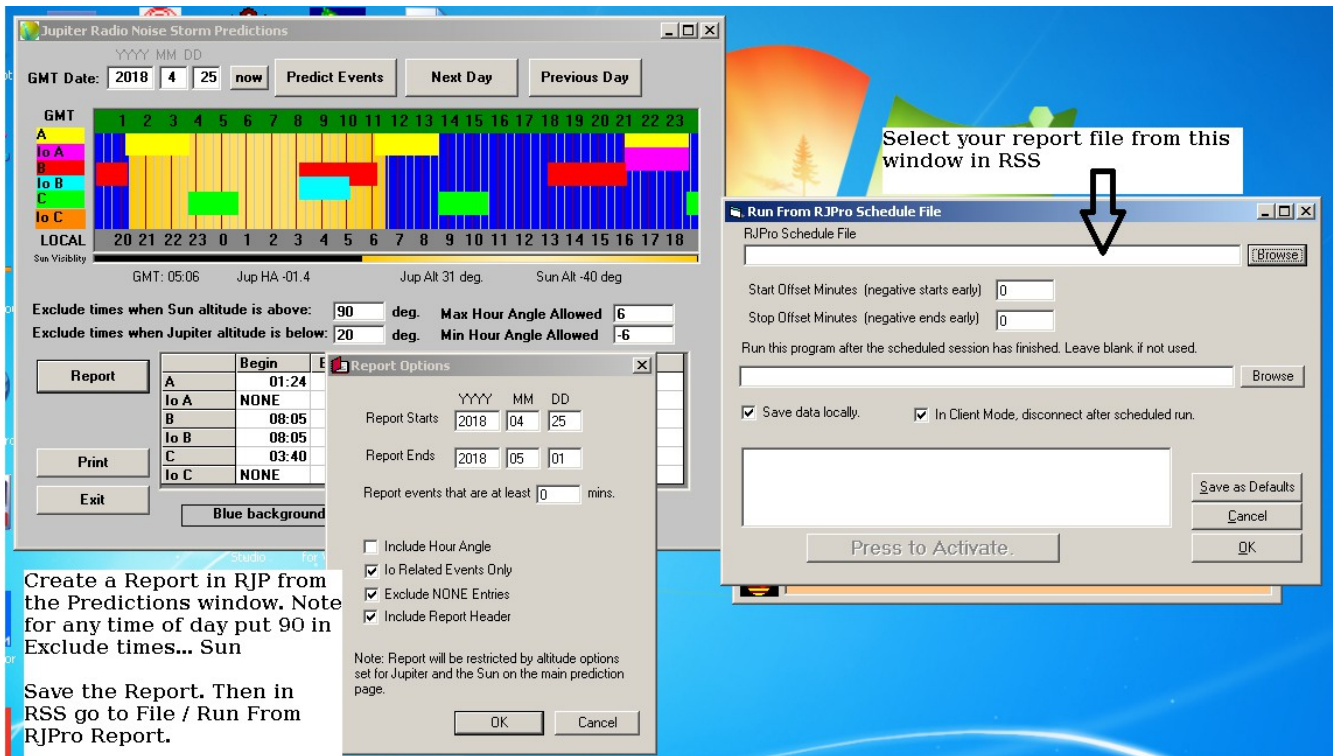 Jupiter Radio Noise Storm Predictions
YYYY MM DD
GMT Date: 2018 4 25 now Predict Events Next Day Previous Day
GMT 1 2 3 4 5 6 7 8 9 10 11 12 13 14 15 16 17 18 19 20 21 22 23
A
Io A
B
Io B
C
Io C
LOCAL 20 21 22 23 0 1 2 3 4 5 6 7 8 9 10 11 12 13 14 15 16 17 18
Sun Visiblity
GMT: 05:06 Jup HA -01.4 Jup Alt 31 deg. Sun Alt -40 deg
Exclude times when Sun altitude is above: 90 deg. Max Hour Angle Allowed 6
Exclude times when Jupiter altitude is below: 20 deg. Min Hour Angle Allowed -6
Report
Print
Exit
Begin E
A 01:24
Io A NONE
B 08:05
Io B 08:05
C 03:40
Io C NONE
Blue background
Report Options
YYYY MM DD
Report Starts 2018 04 25
Report Ends 2018 05 01
Report events that are at least 0 mins.
Include Hour Angle
Io Related Events Only
Exclude NONE Entries
Include Report Header
Note: Report will be restricted by altitude options
set for Jupiter and the Sun on the main prediction
page.
OK Cancel
Studio for
Create a Report in RJP from
the Predictions window. Note
for any time of day put 90 in
Exclude times... Sun
Save the Report. Then in
RSS go to File / Run From
RJPro Report.
Select your report file from this
window in RSS
Run From RJPro Schedule File
RJPro Schedule File
Browse
Start Offset Minutes (negative starts early) 0
Stop Offset Minutes (negative ends early) 0
Run this program after the scheduled session has finished. Leave blank if not used.
Browse
Save data locally. In Client Mode, disconnect after scheduled run.
Save as Defaults
Cancel
Press to Activate. OK